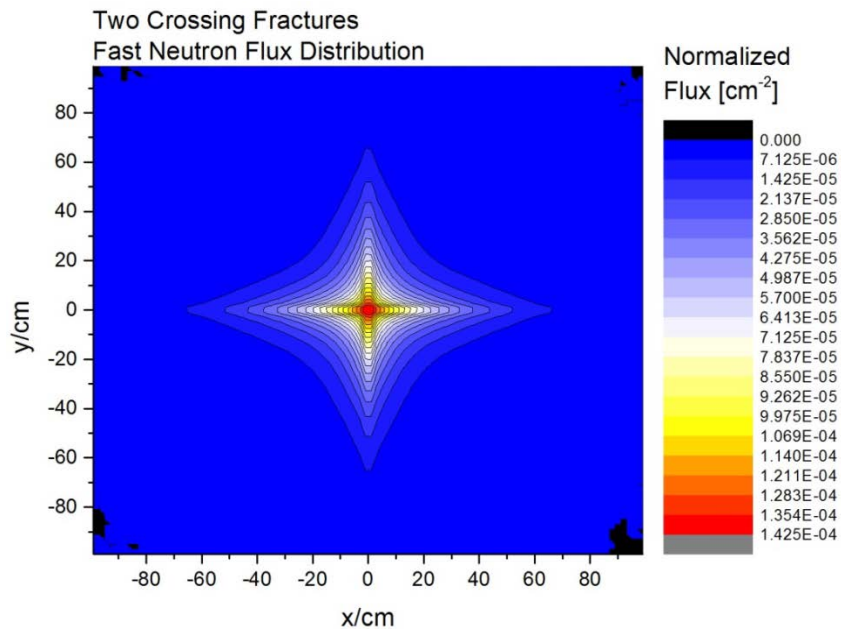 Two Crossing Fractures
Fast Neutron Flux Distribution
Normalized
Flux [cm⁻²]
0.000
7.125E-06
1.425E-05
2.137E-05
2.850E-05
3.562E-05
4.275E-05
4.987E-05
5.700E-05
6.413E-05
7.125E-05
7.837E-05
8.550E-05
9.262E-05
9.975E-05
1.069E-04
1.140E-04
1.211E-04
1.283E-04
1.354E-04
1.425E-04
y/cm
80
60
40
20
0
-20
-40
-60
-80
-80 -60 -40 -20 0 20 40 60 80
x/cm